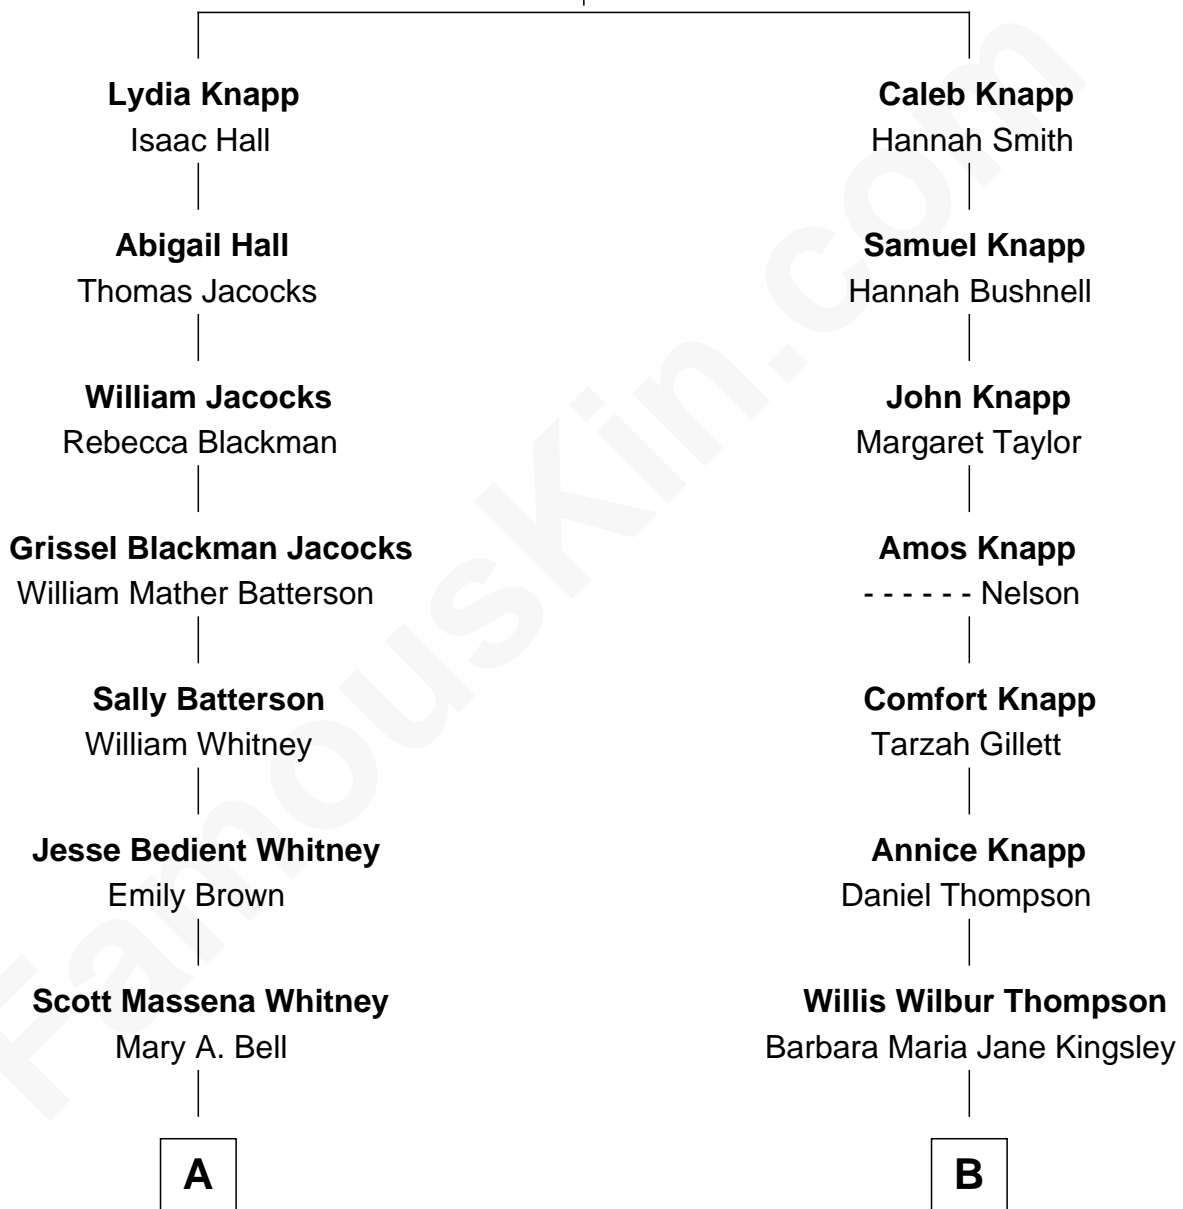 Lydia Knapp
Isaac Hall
Abigail Hall
Thomas Jacocks
William Jacocks
Rebecca Blackman
Grissel Blackman Jacocks
William Mather Batterson
Sally Batterson
William Whitney
Jesse Bedient Whitney
Emily Brown
Scott Massena Whitney
Mary A. Bell
A
Caleb Knapp
Hannah Smith
Samuel Knapp
Hannah Bushnell
John Knapp
Margaret Taylor
Amos Knapp
- - - - - - Nelson
Comfort Knapp
Tarzah Gillett
Annice Knapp
Daniel Thompson
Willis Wilbur Thompson
Barbara Maria Jane Kingsley
B
FamousKin.com